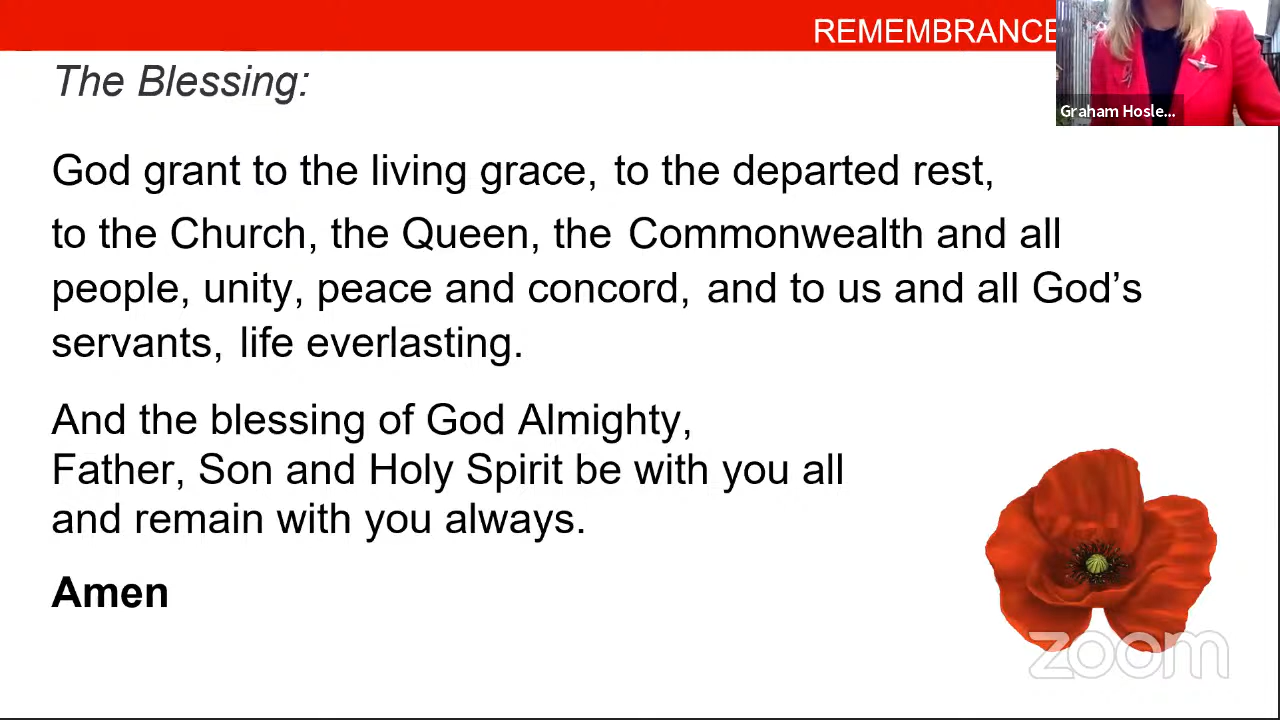 REMEMBRANCE
The Blessing:
Graham Hosle...
God grant to the living grace, to the departed rest,
to the Church, the Queen, the Commonwealth and all
people, unity, peace and concord, and to us and all God's
servants, life everlasting.
And the blessing of God Almighty,
Father, Son and Holy Spirit be with you all
and remain with you always.
Amen
zoom